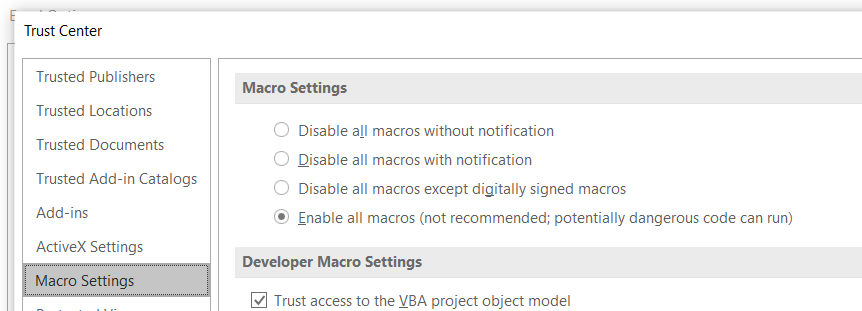 Trust Center
Trusted Publishers
Trusted Locations
Trusted Documents
Trusted Add-in Catalogs
Add-ins
ActiveX Settings
Macro Settings
Macro Settings
Disable all macros without notification
Disable all macros with notification
Disable all macros except digitally signed macros
Enable all macros (not recommended; potentially dangerous code can run)
Developer Macro Settings
Trust access to the VBA project object model